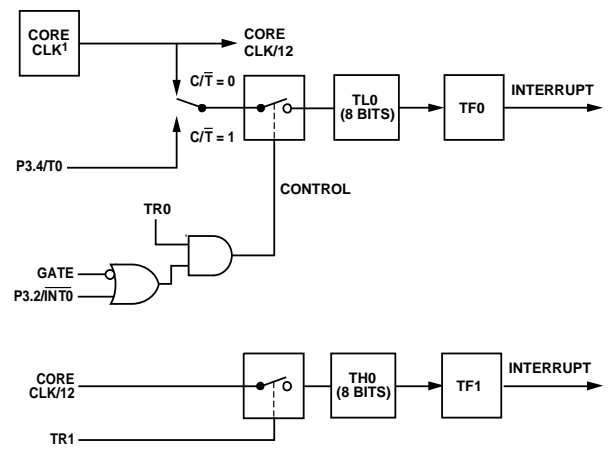 CORE
CLK1
CORE
CLK/12
C/T̅ = 0
C/T̅ = 1
P3.4/T0
TL0
(8 BITS)
TF0
INTERRUPT
CONTROL
TR0
GATE
P3.2/I̅N̅T̅0̅
CORE
CLK/12
TR1
TH0
(8 BITS)
TF1
INTERRUPT